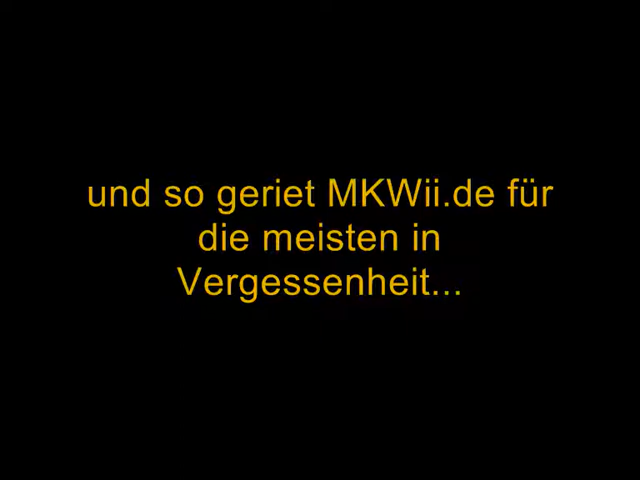 und so geriet MKWii.de für
die meisten in
Vergessenheit...